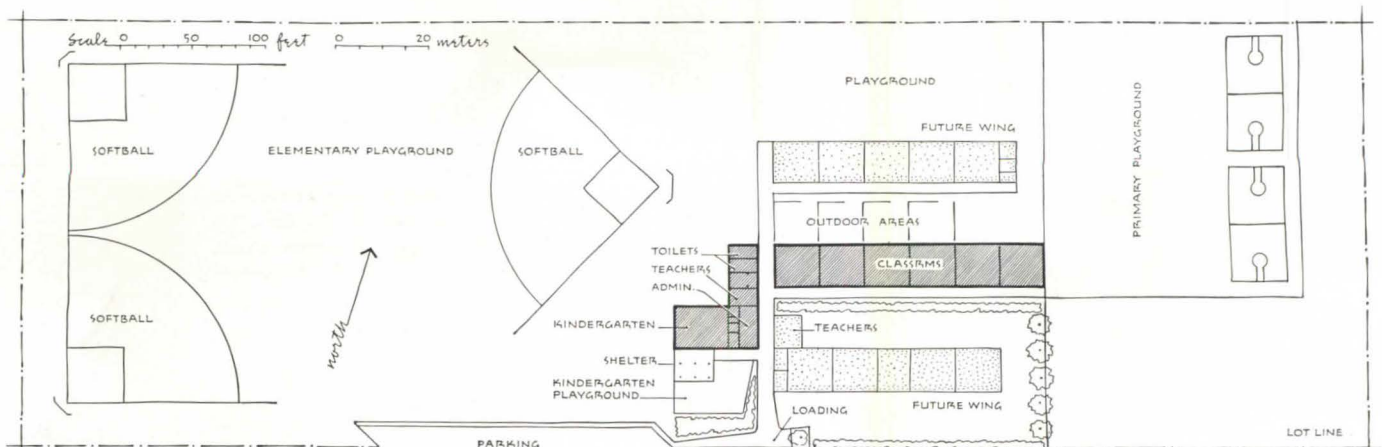 Scale 0 50 100 feet 0 20 meters
PLAYGROUND
FUTURE WING
PRIMARY PLAYGROUND
SOFTBALL
ELEMENTARY PLAYGROUND
SOFTBALL
OUTDOOR AREAS
TOILETS
TEACHERS
ADMIN.
CLASSRMS
north
SOFTBALL
KINDERGARTEN
TEACHERS
SHELTER
KINDERGARTEN
PLAYGROUND
FUTURE WING
LOADING
PARKING
LOT LINE